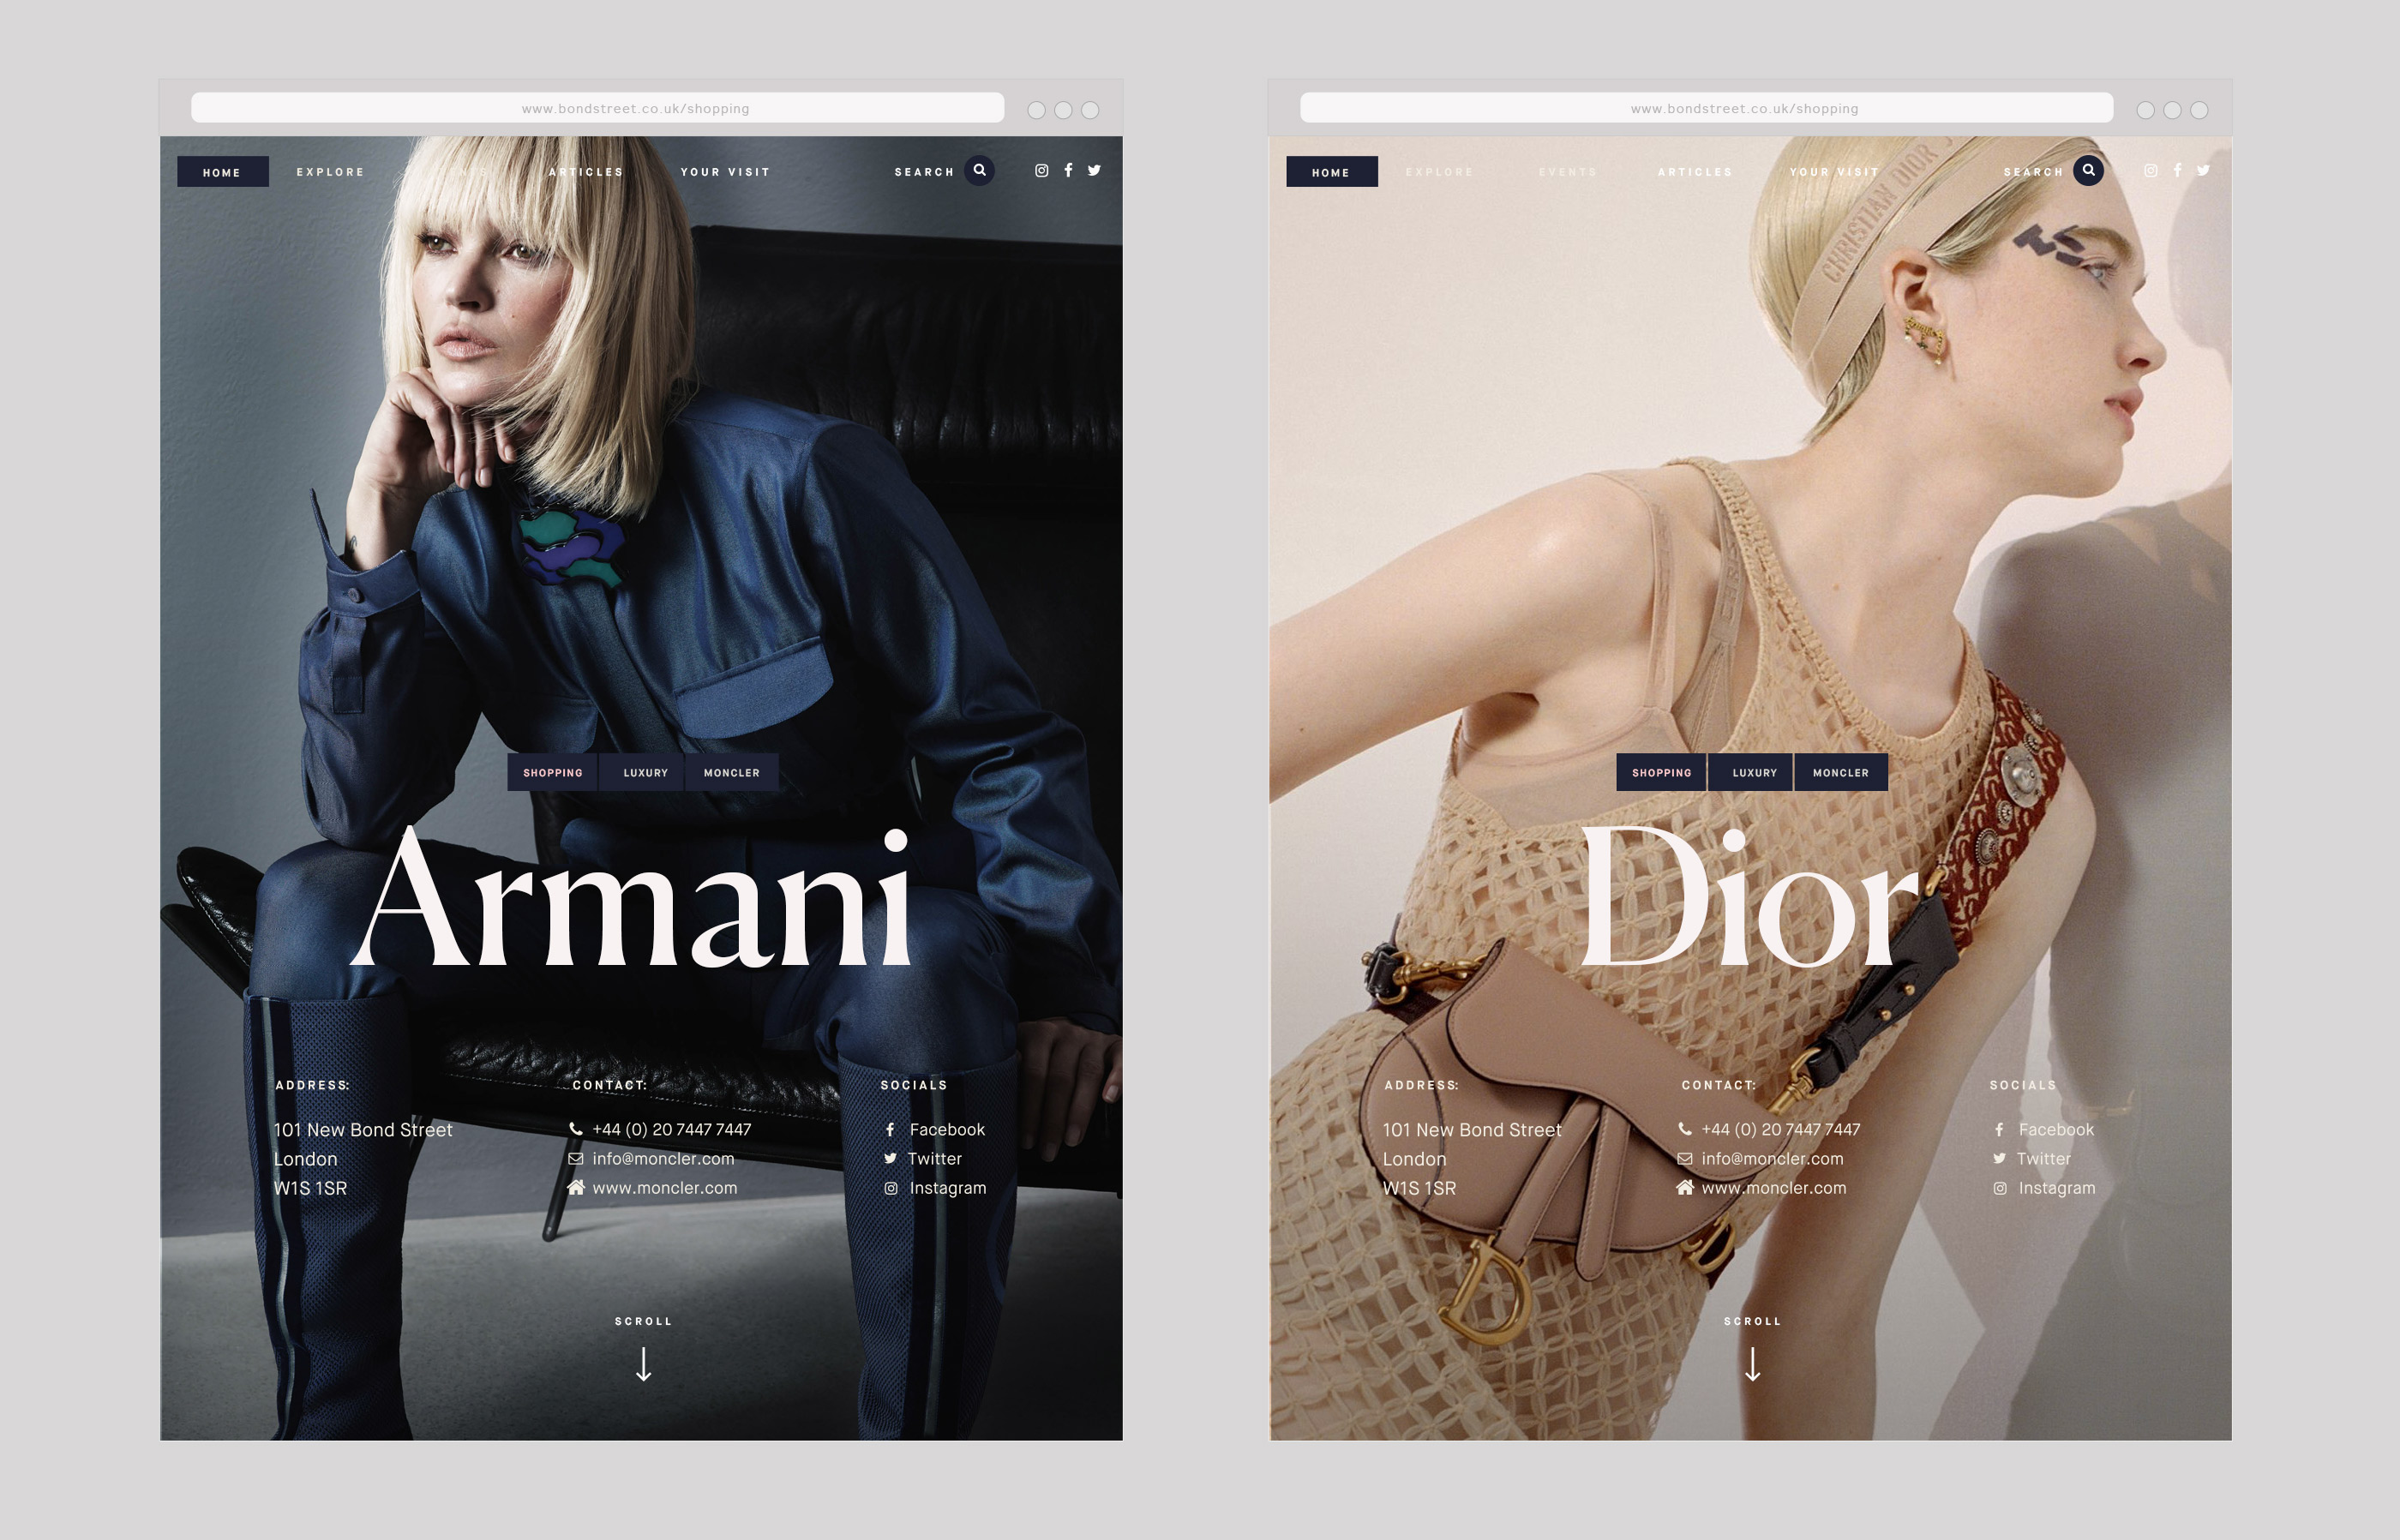 www.bondstreet.co.uk/shopping
HOME EXPLORE EVENTS ARTICLES YOUR VISIT SEARCH
SHOPPING LUXURY MONCLER
Armani
ADDRESS: CONTACT: SOCIALS
101 New Bond Street +44 (0) 20 7447 7447 Facebook
London info@moncler.com Twitter
W1S 1SR www.moncler.com Instagram
SCROLL
www.bondstreet.co.uk/shopping
HOME EXPLORE EVENTS ARTICLES YOUR VISIT SEARCH
CHRISTIAN DIOR J
SHOPPING LUXURY MONCLER
Dior
ADDRESS: CONTACT: SOCIALS
101 New Bond Street +44 (0) 20 7447 7447 Facebook
London info@moncler.com Twitter
W1S 1SR www.moncler.com Instagram
SCROLL